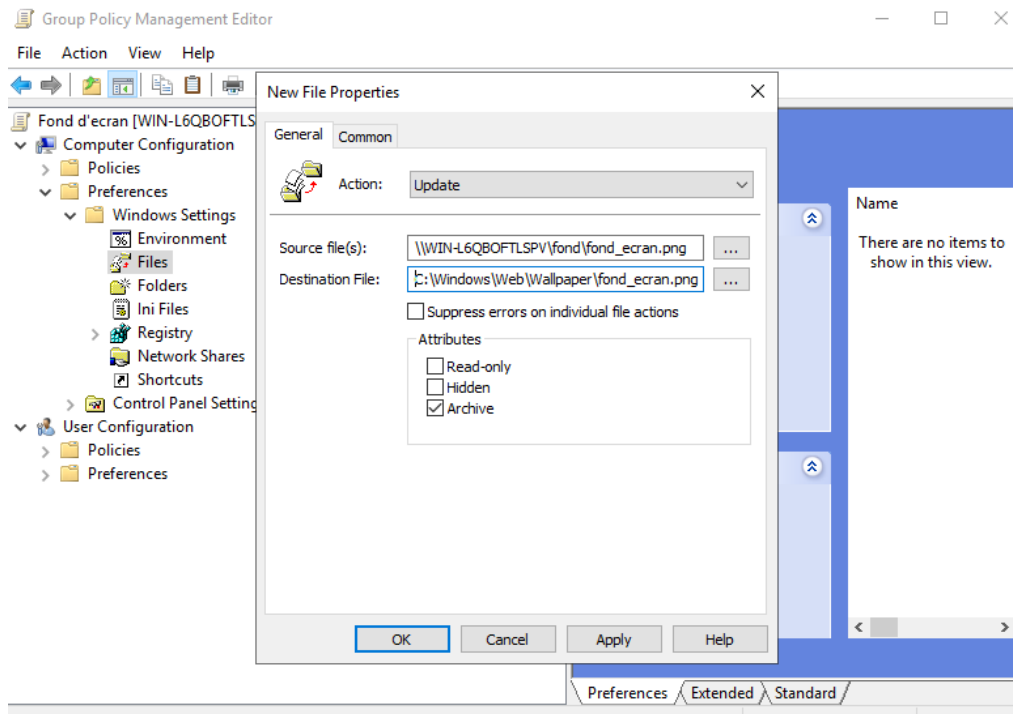 Group Policy Management Editor
File Action View Help
Fond d'ecran [WIN-L6QBOFTLS
Computer Configuration
Policies
Preferences
Windows Settings
Environment
Files
Folders
Ini Files
Registry
Network Shares
Shortcuts
Control Panel Setting
User Configuration
Policies
Preferences
New File Properties
General Common
Action: Update
Source file(s): \\WIN-L6QBOFTLSPV\fond\fond_ecran.png ...
Destination File: C:\Windows\Web\Wallpaper\fond_ecran.png ...
Suppress errors on individual file actions
Attributes
Read-only
Hidden
Archive
OK Cancel Apply Help
Name
There are no items to
show in this view.
Preferences Extended Standard